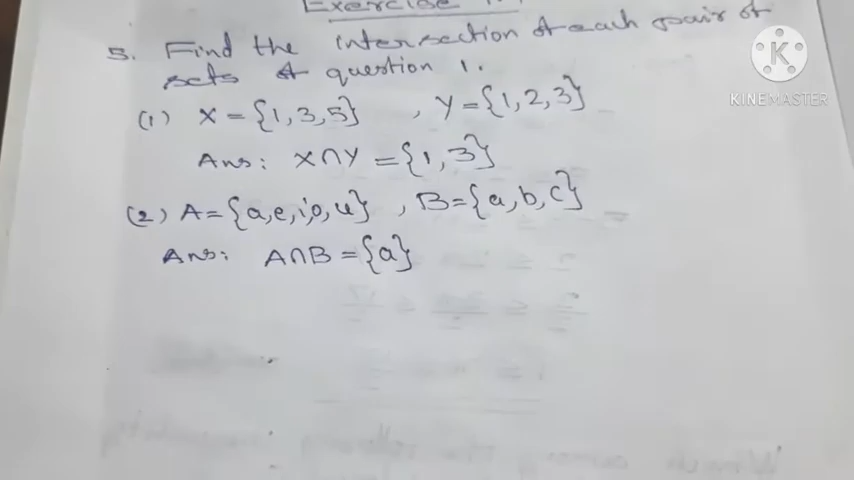 Exercise 1.
5. Find the intersection of each pair of
sets of question 1.
(1) X = {1, 3, 5} , Y = {1, 2, 3}
Ans: X∩Y = {1, 3}
(2) A = {a, e, i, o, u} , B = {a, b, c}
Ans: A∩B = {a}
KINEMASTER